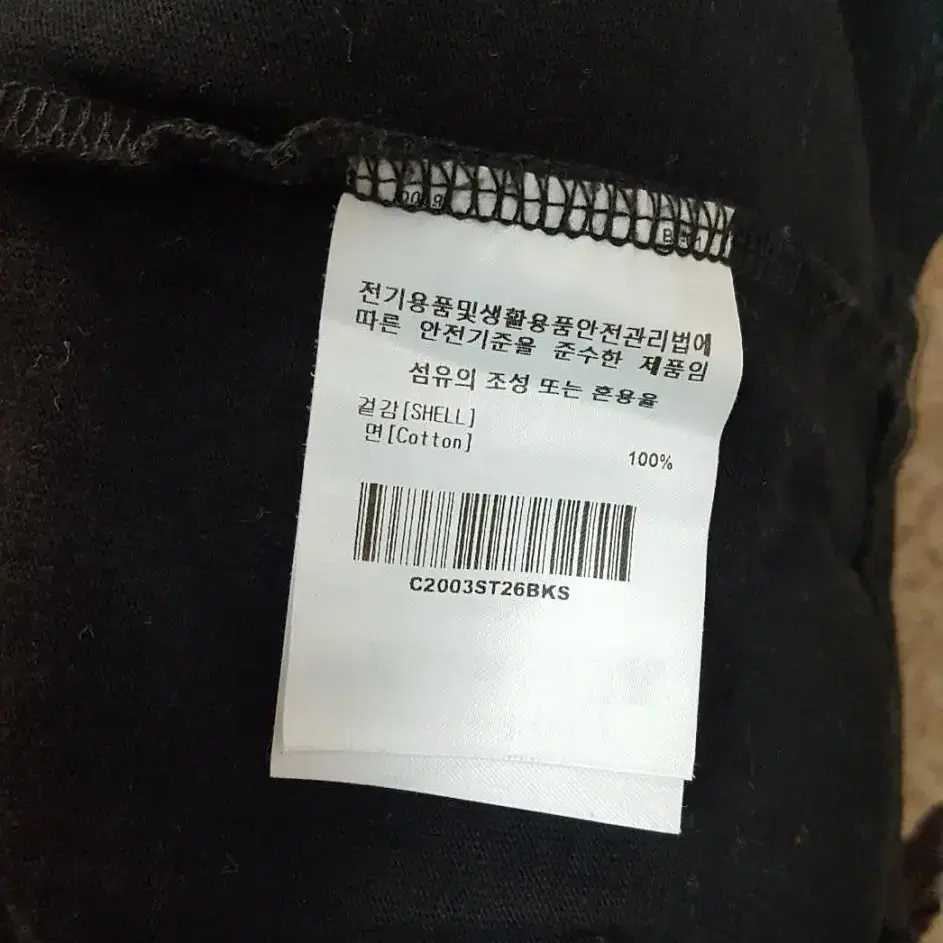 전기용품및생활용품안전관리법에
따른 안전기준을 준수한 제품임
섬유의 조성 또는 혼용율
겉감[SHELL]
면[Cotton]
100%
C2003ST26BKS